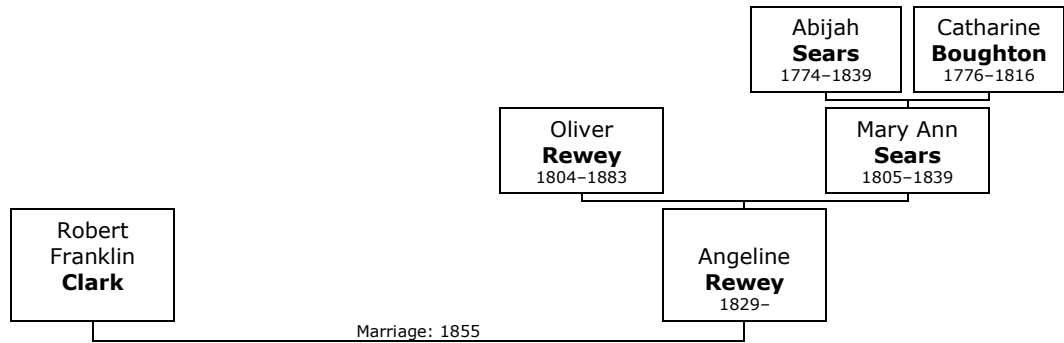 Abijah
Sears
1774–1839
Catharine
Boughton
1776–1816
Oliver
Rewey
1804–1883
Mary Ann
Sears
1805–1839
Robert
Franklin
Clark
Angeline
Rewey
1829–
Marriage: 1855